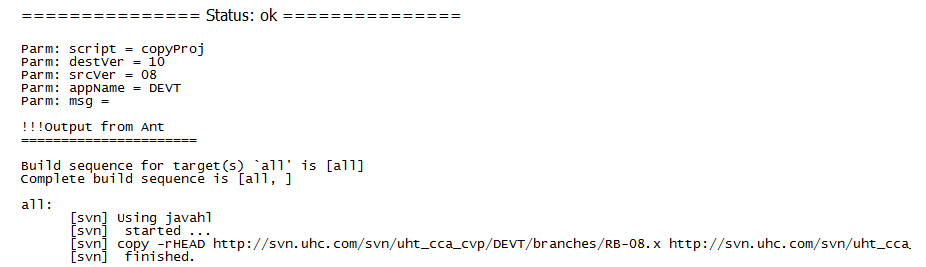 =============== Status: ok ===============
Parm: script = copyProj
Parm: destVer = 10
Parm: srcVer = 08
Parm: appName = DEVT
Parm: msg =
!!!Output from Ant
======================
Build sequence for target(s) `all' is [all]
Complete build sequence is [all, ]
all:
[svn] Using javahl
[svn] started ...
[svn] copy -rHEAD http://svn.uhc.com/svn/uht_cca_cvp/DEVT/branches/RB-08.x http://svn.uhc.com/svn/uht_cca_
[svn] finished.